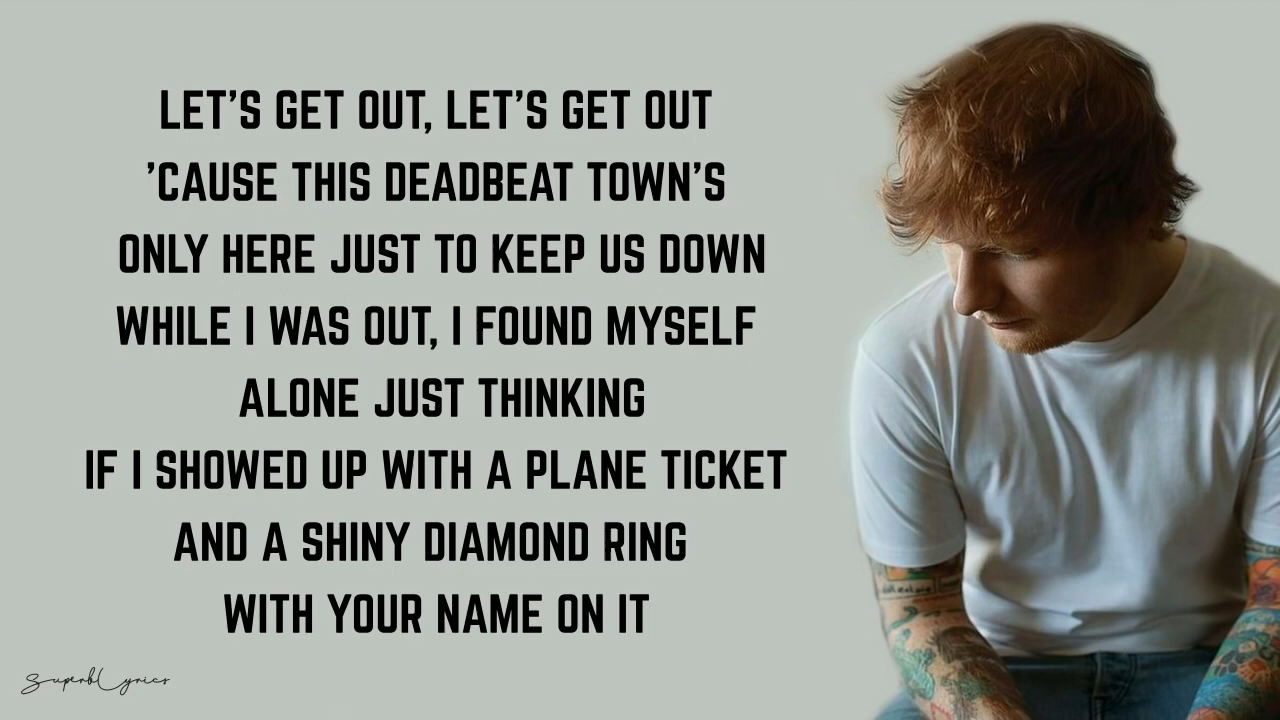 LET'S GET OUT, LET'S GET OUT
'CAUSE THIS DEADBEAT TOWN'S
ONLY HERE JUST TO KEEP US DOWN
WHILE I WAS OUT, I FOUND MYSELF
ALONE JUST THINKING
IF I SHOWED UP WITH A PLANE TICKET
AND A SHINY DIAMOND RING
WITH YOUR NAME ON IT
SuperbLyrics